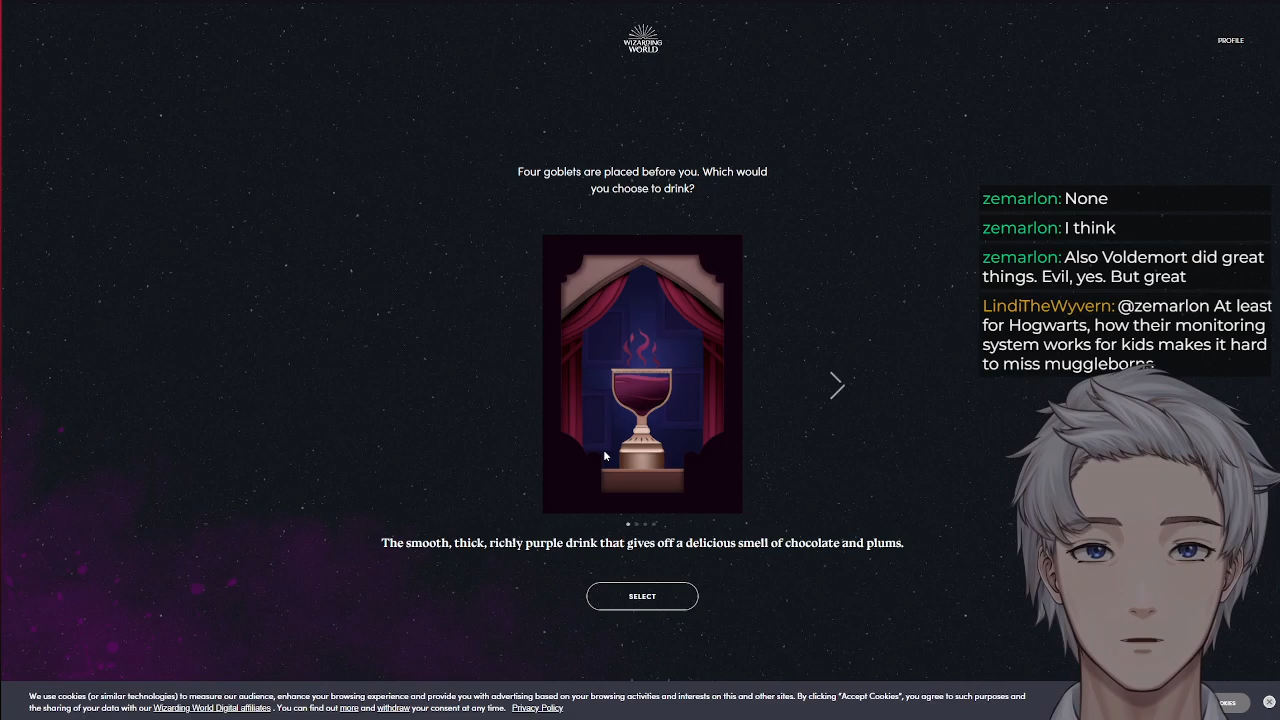 WIZARDING
WORLD
PROFILE
Four goblets are placed before you. Which would
you choose to drink?
zemarlon: None
zemarlon: I think
zemarlon: Also Voldemort did great
things. Evil, yes. But great
LindiTheWyvern: @zemarlon At least
for Hogwarts, how their monitoring
system works for kids makes it hard
to miss muggleborns
The smooth, thick, richly purple drink that gives off a delicious smell of chocolate and plums.
SELECT
We use cookies (or similar technologies) to measure our audience, enhance your browsing experience and provide you with advertising based on your browsing activities and interests on this and other sites. By clicking "Accept Cookies", you agree to such purposes and
the sharing of your data with our Wizarding World Digital affiliates . You can find out more and withdraw your consent at any time. Privacy Policy